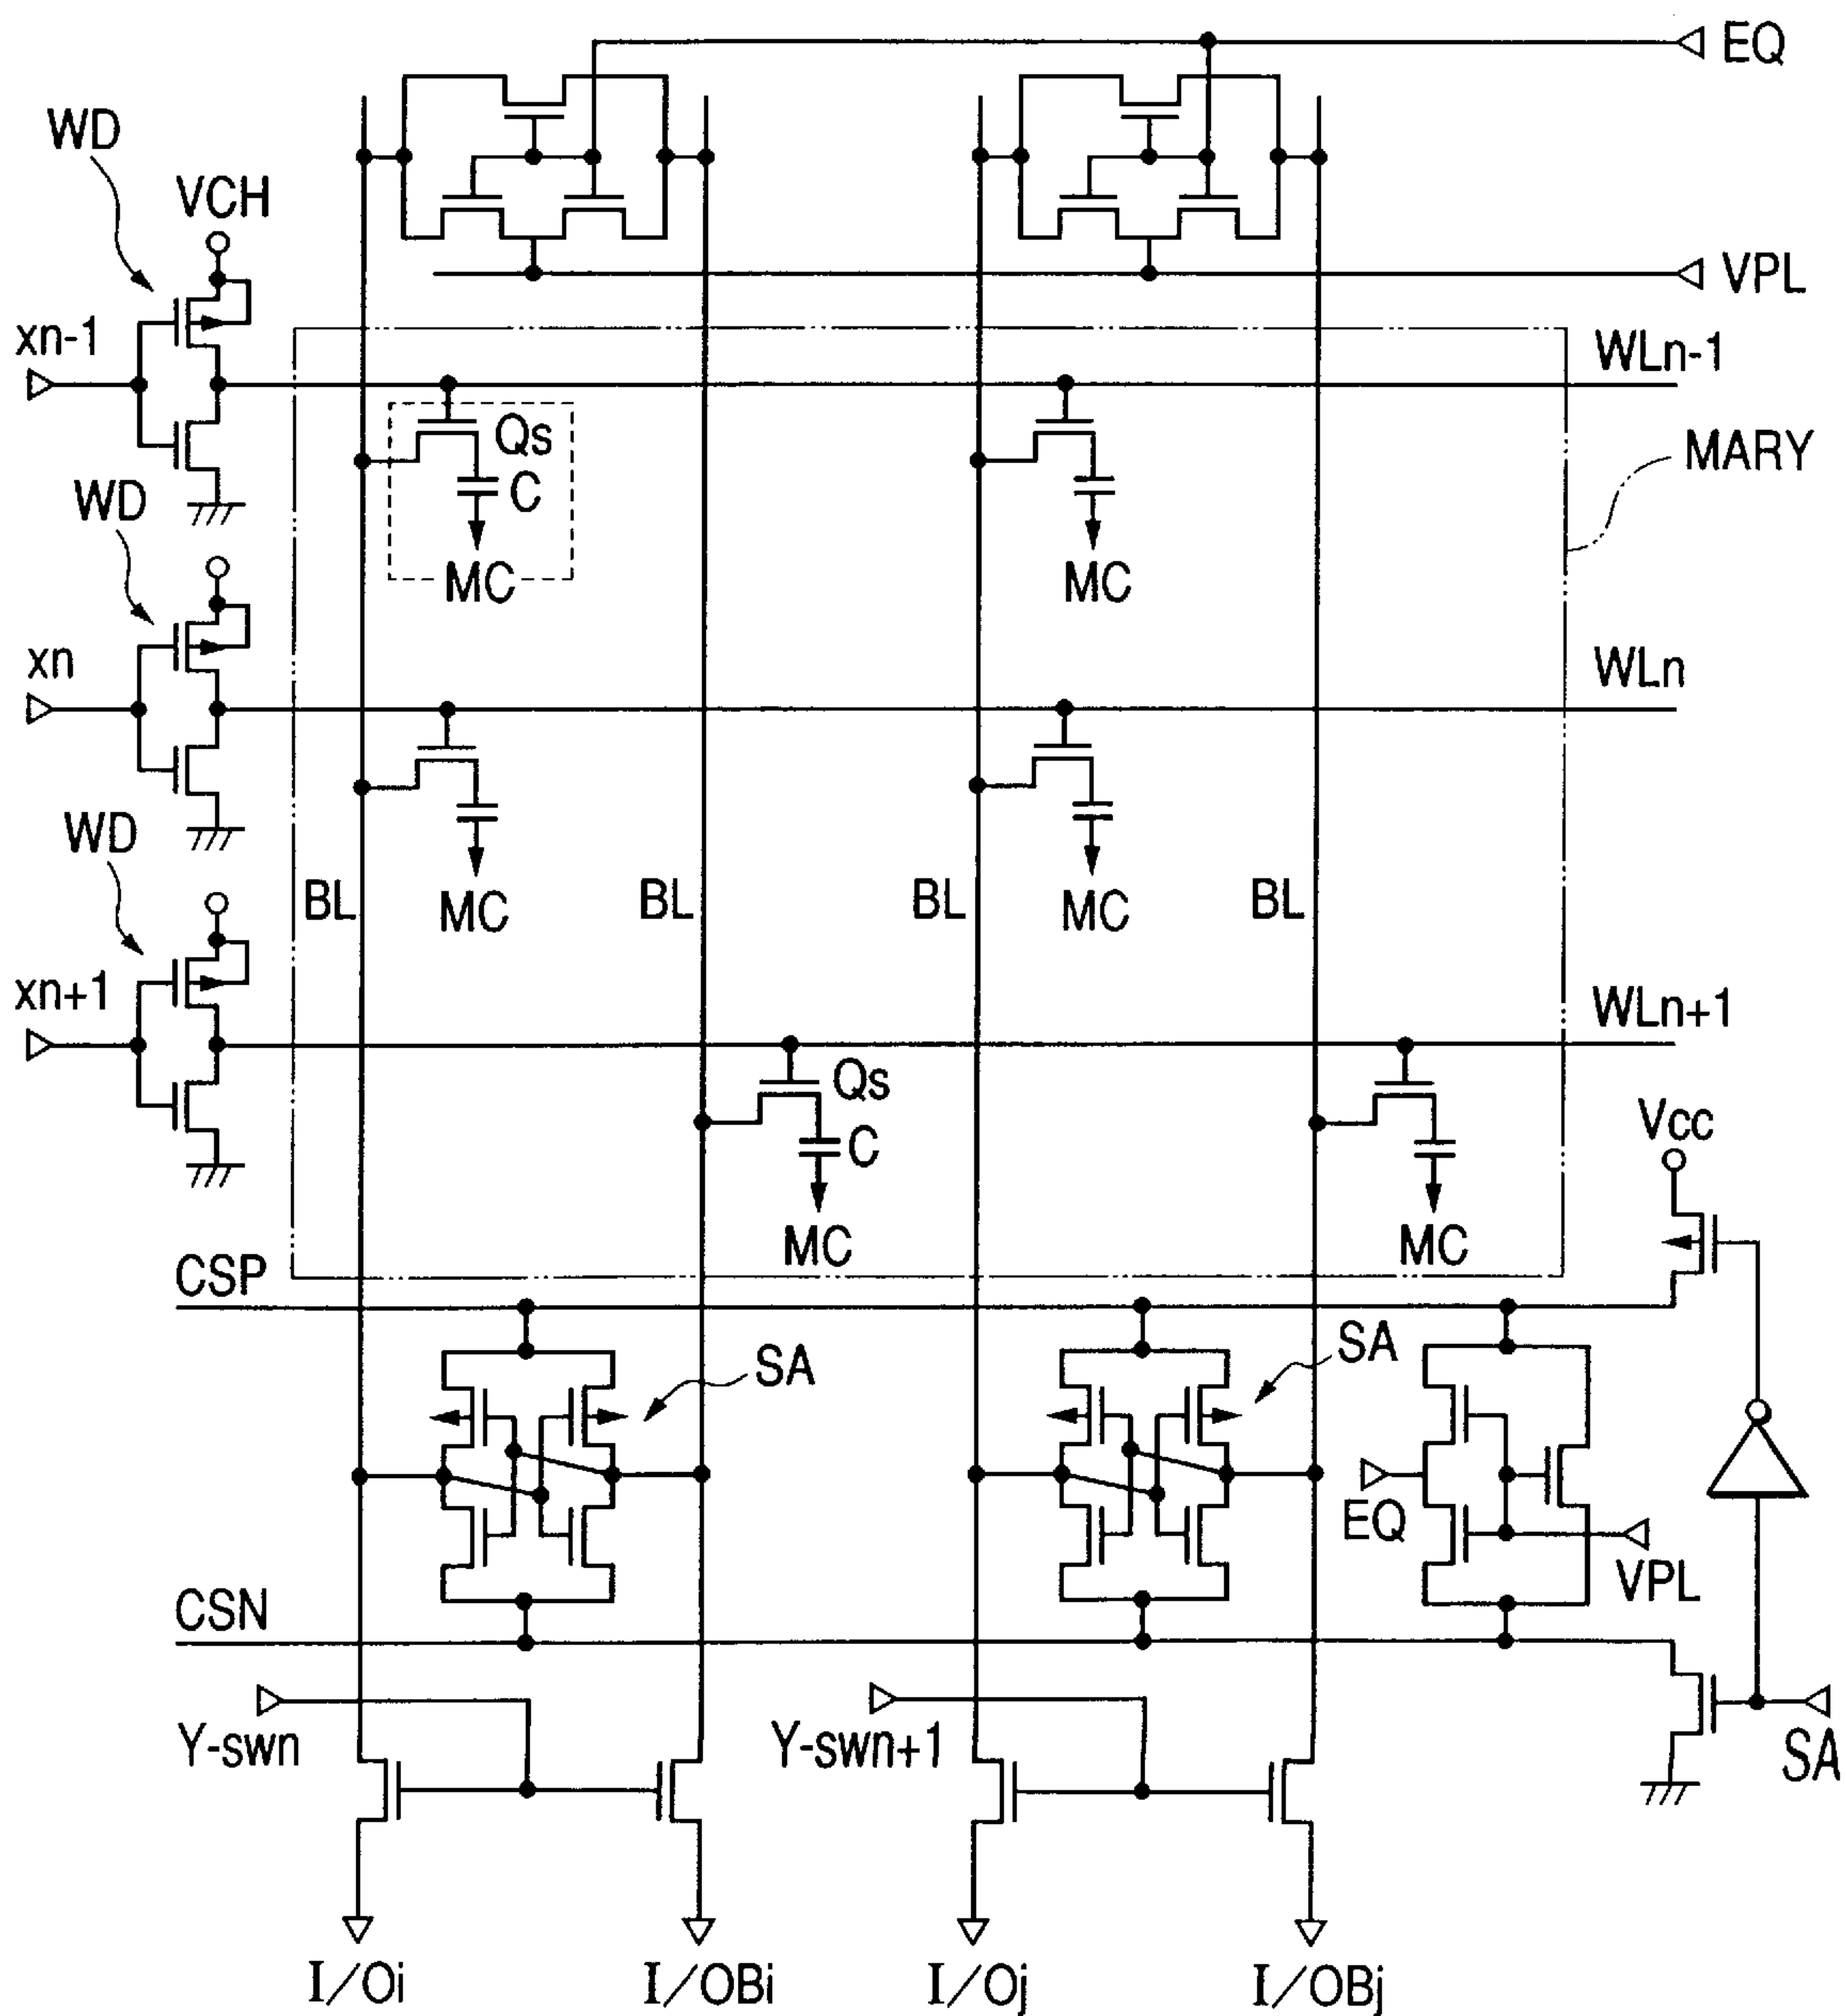 EQ
WD
VCH
VPL
xn-1
WLn-1
Qs
MARY
C
WD
MC
MC
xn
WLn
WD
BL
MC
BL
BL
MC
BL
xn+1
WLn+1
Qs
Vcc
C
MC
MC
CSP
SA
SA
EQ
VPL
CSN
Y-swn
Y-swn+1
SA
I/Oi
I/OBi
I/Oj
I/OBj